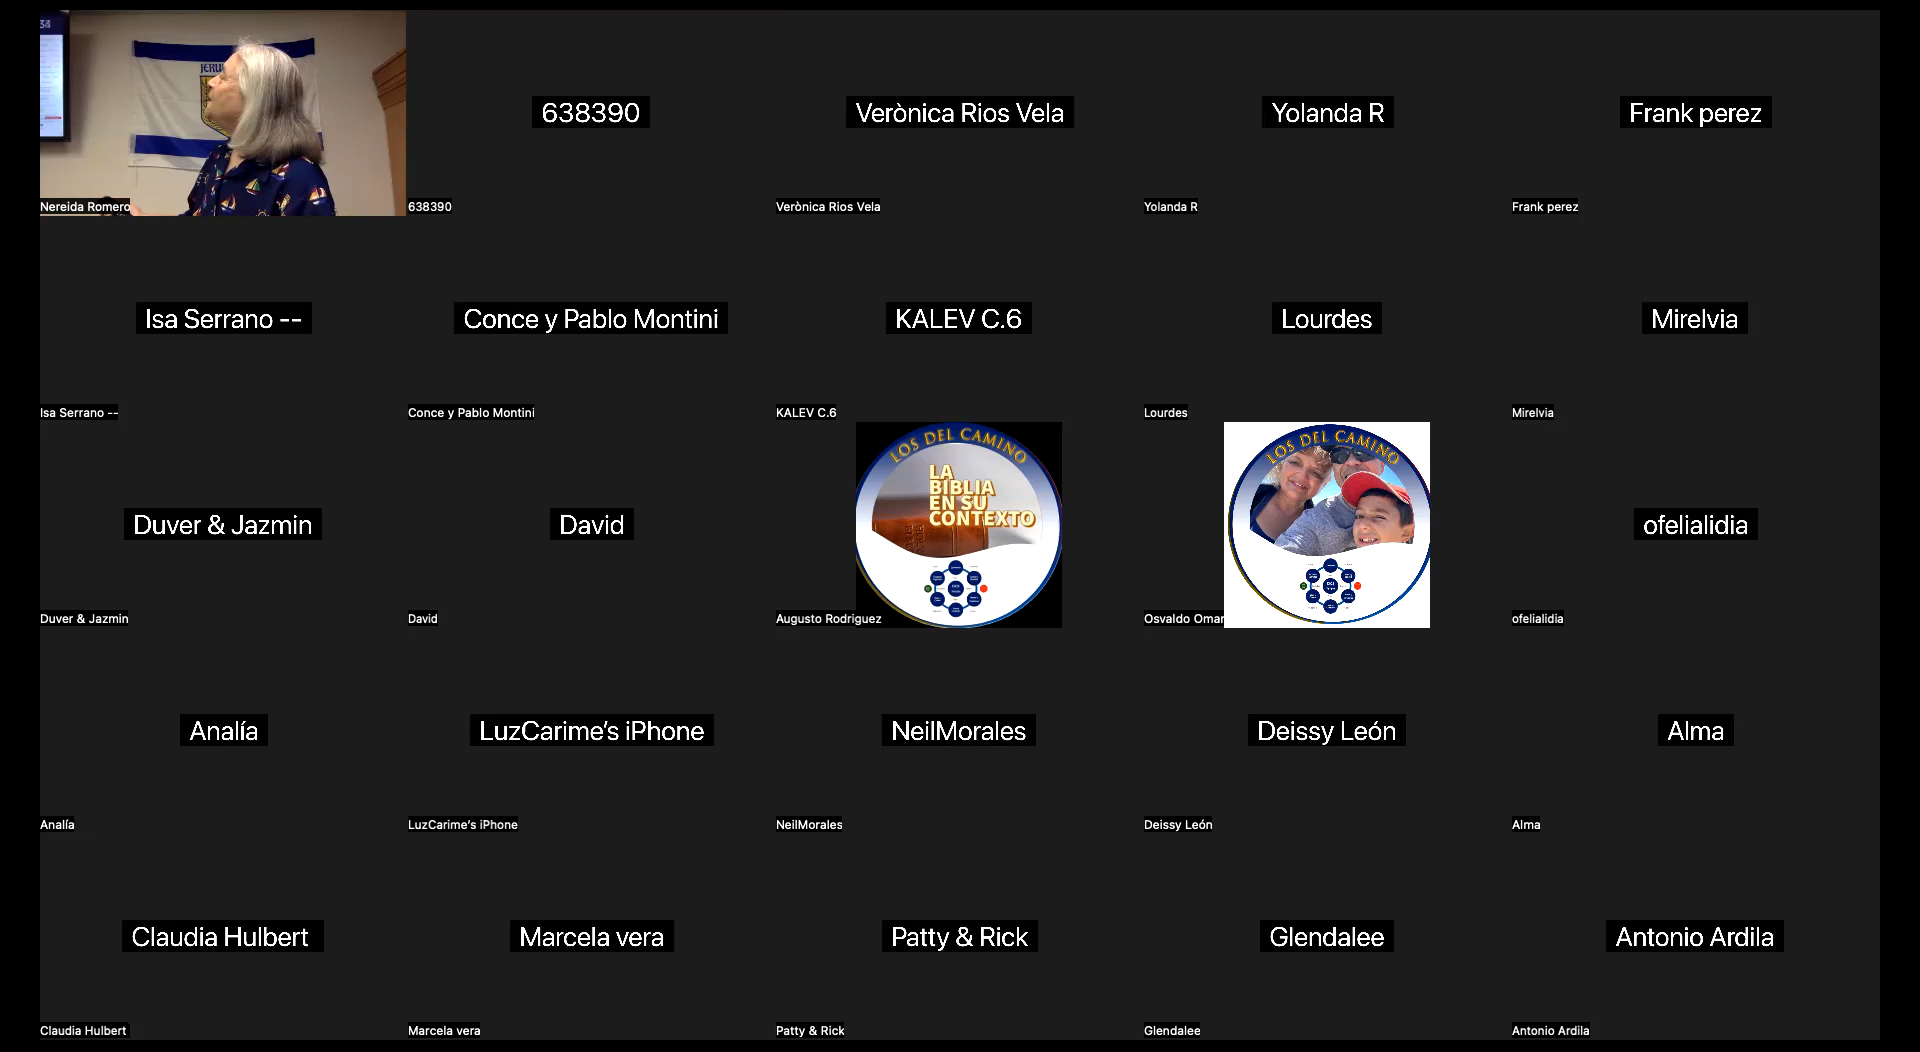 34
JERU
638390
Verònica Rios Vela
Yolanda R
Frank perez
Nereida Romero
638390
Verònica Rios Vela
Yolanda R
Frank perez
Isa Serrano --
Conce y Pablo Montini
KALEV C.6
Lourdes
Mirelvia
Isa Serrano --
Conce y Pablo Montini
KALEV C.6
Lourdes
Mirelvia
Duver & Jazmin
David
LOS DEL CAMINO
LA
BIBLIA
EN SU
CONTEXTO
LOS DEL CAMINO
ofelialidia
Duver & Jazmin
David
Augusto Rodriguez
Osvaldo Omar
ofelialidia
Analía
LuzCarime’s iPhone
NeilMorales
Deissy León
Alma
Analía
LuzCarime’s iPhone
NeilMorales
Deissy León
Alma
Claudia Hulbert
Marcela vera
Patty & Rick
Glendalee
Antonio Ardila
Claudia Hulbert
Marcela vera
Patty & Rick
Glendalee
Antonio Ardila